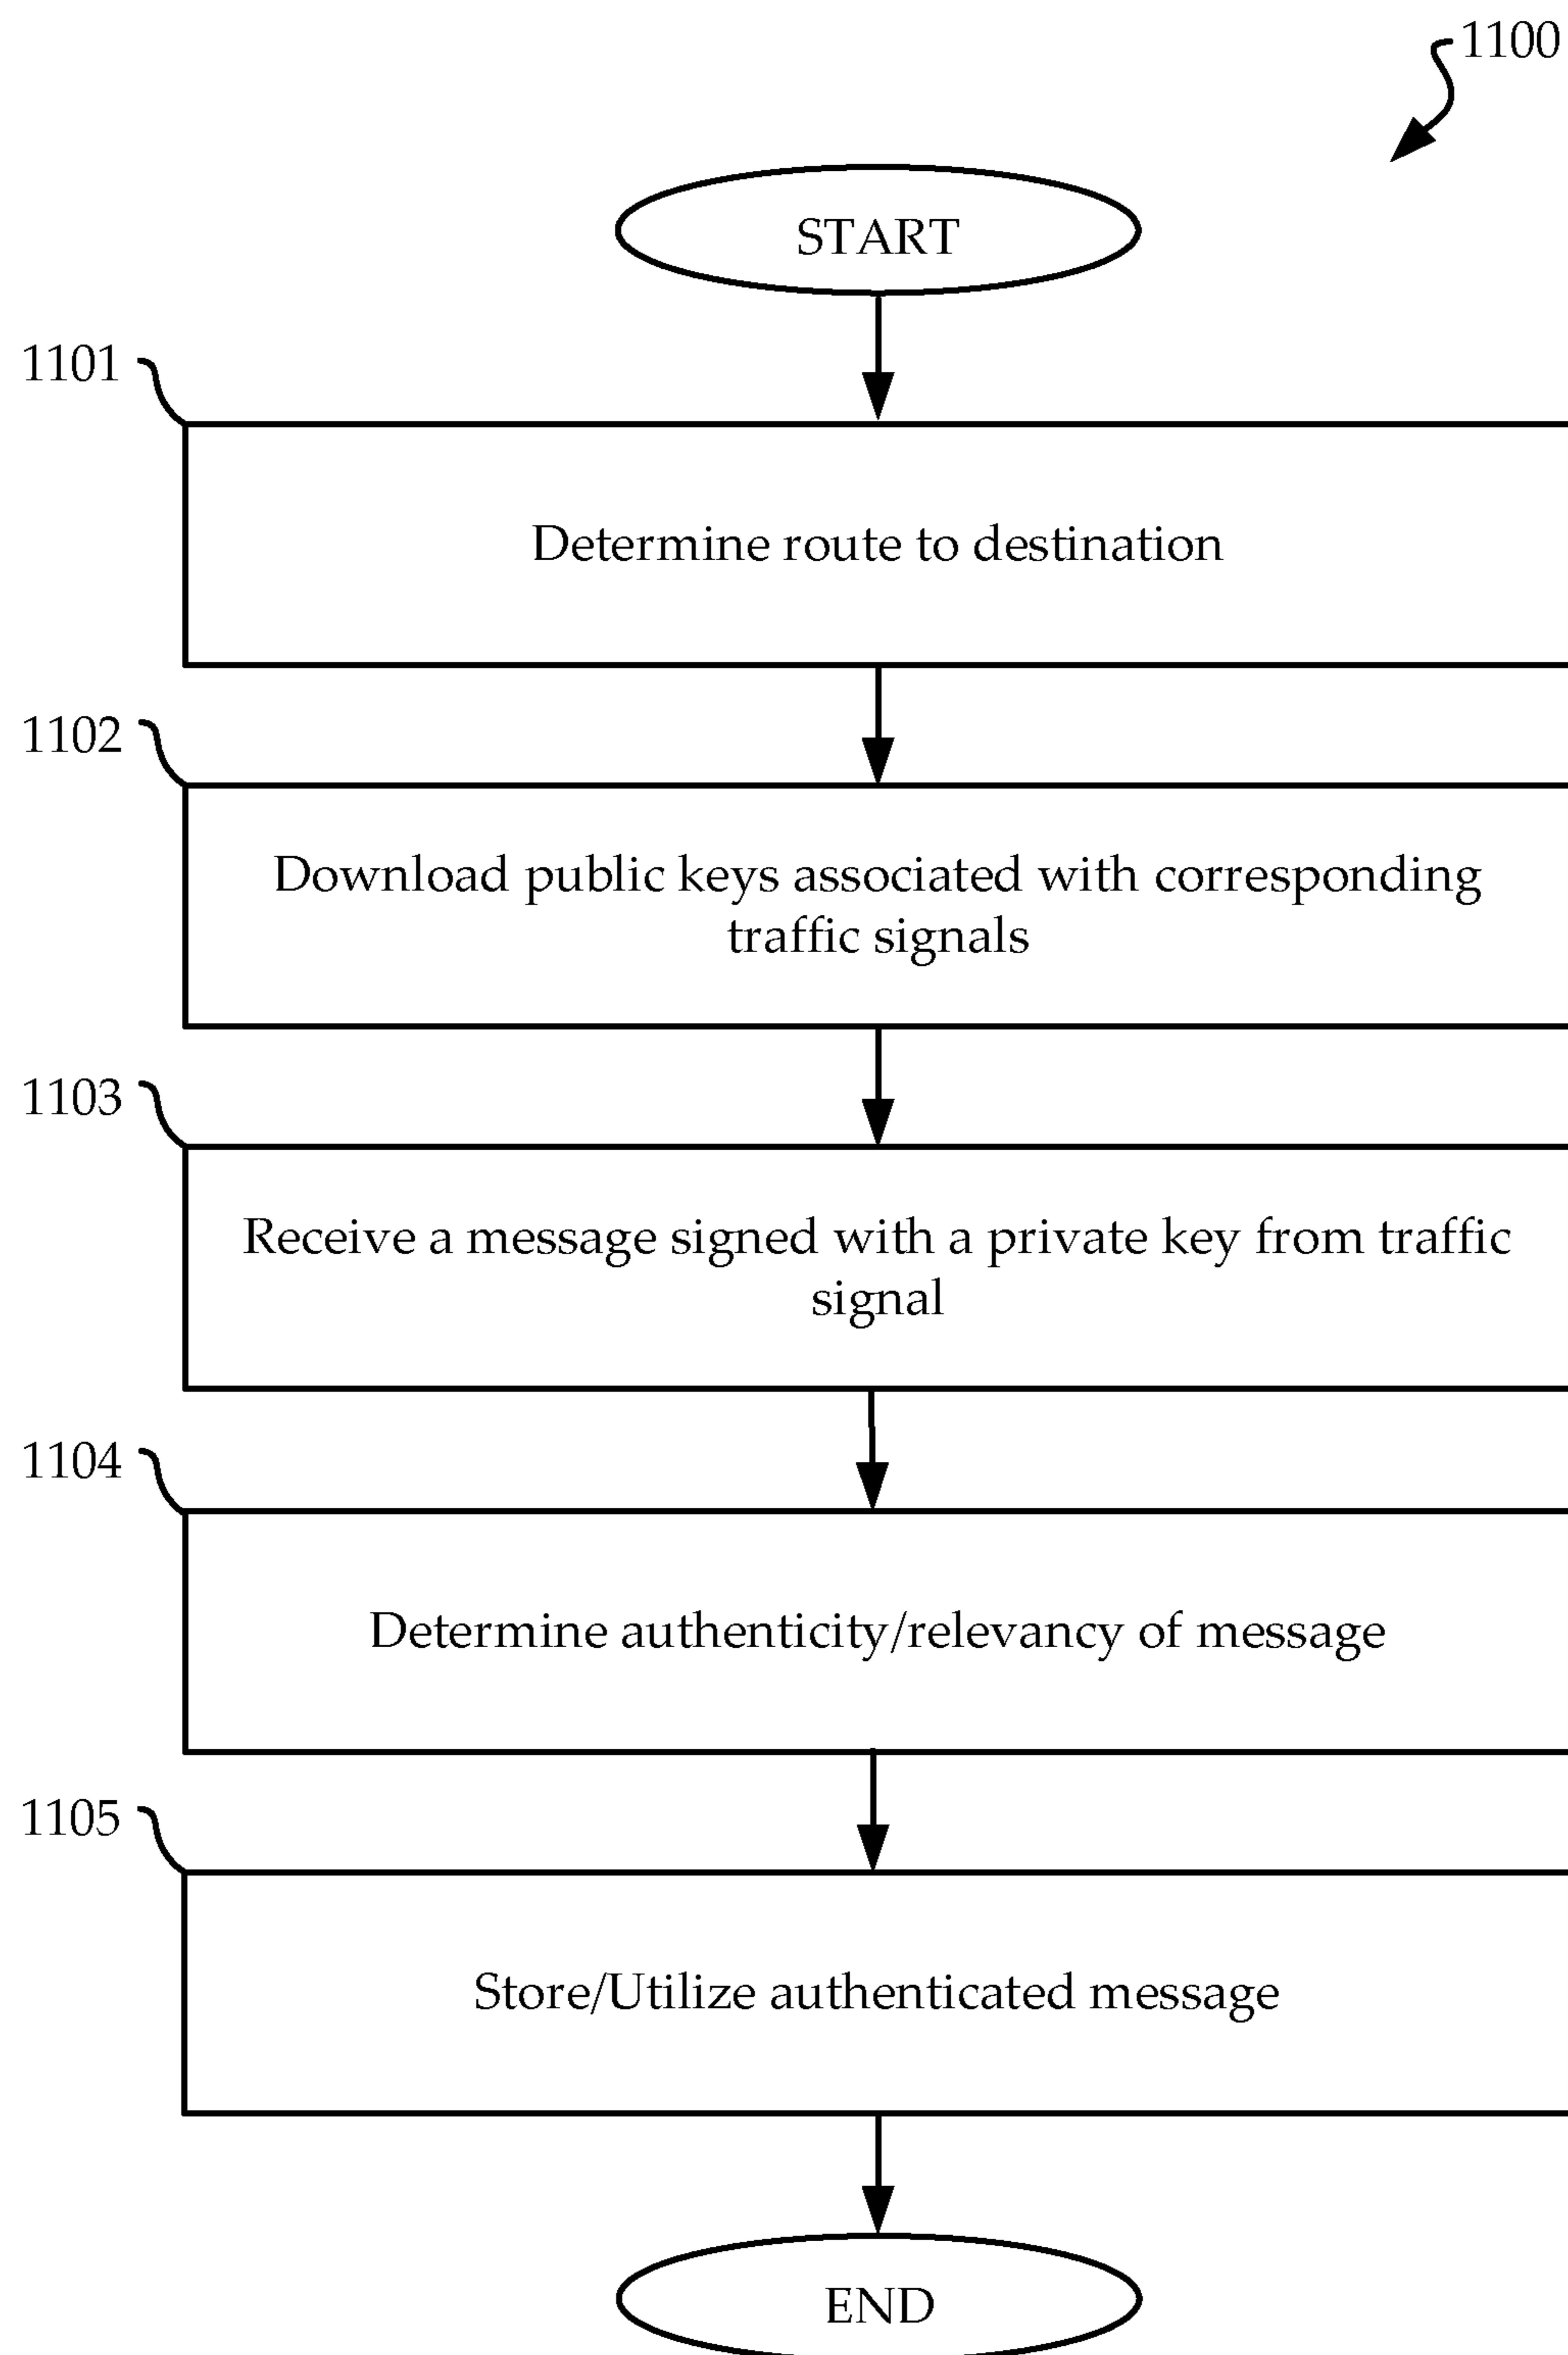 1100
START
1101
Determine route to destination
1102
Download public keys associated with corresponding
traffic signals
1103
Receive a message signed with a private key from traffic
signal
1104
Determine authenticity/relevancy of message
1105
Store/Utilize authenticated message
END